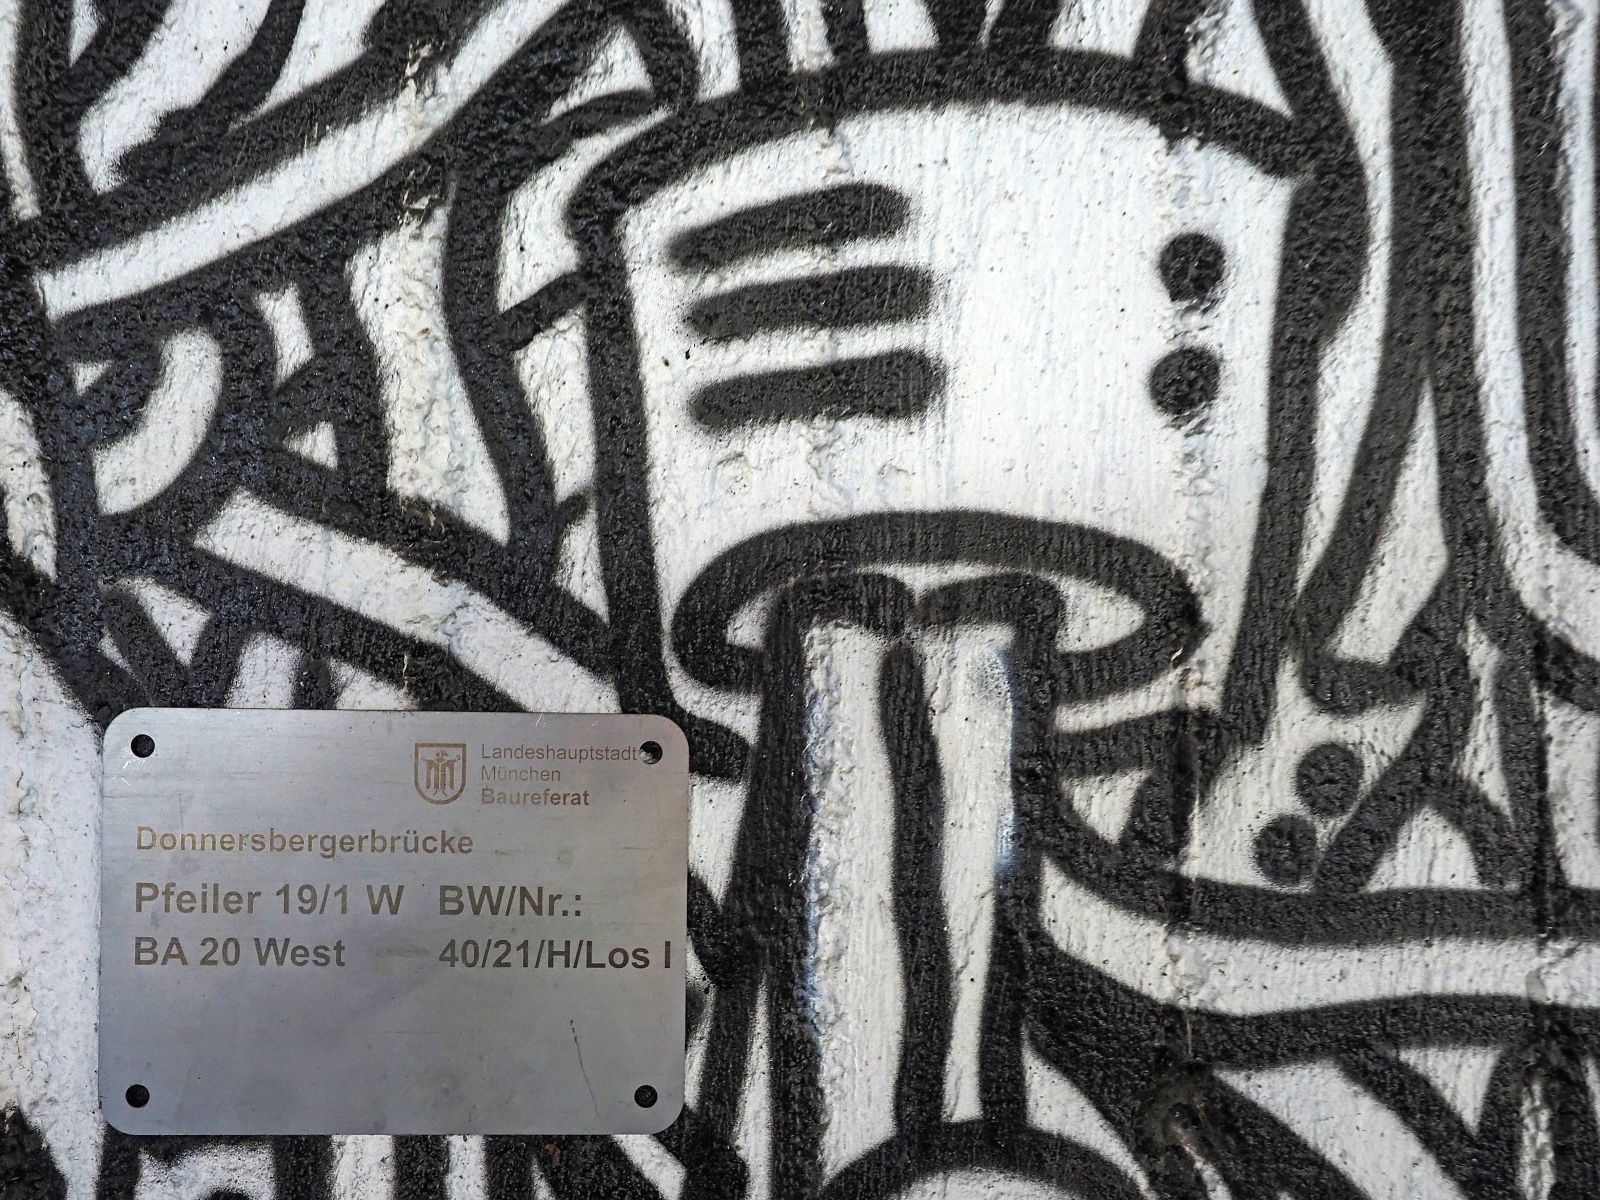 Landeshauptstadt
München
Baureferat
Donnersbergerbrücke
Pfeiler 19/1 W BW/Nr.:
BA 20 West 40/21/H/Los I